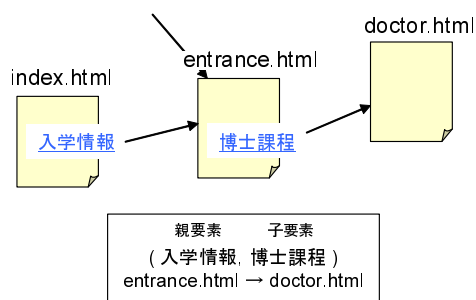 doctor.html
entrance.html
index.html
入学情報
博士課程
親要素 子要素
( 入学情報, 博士課程 )
entrance.html → doctor.html